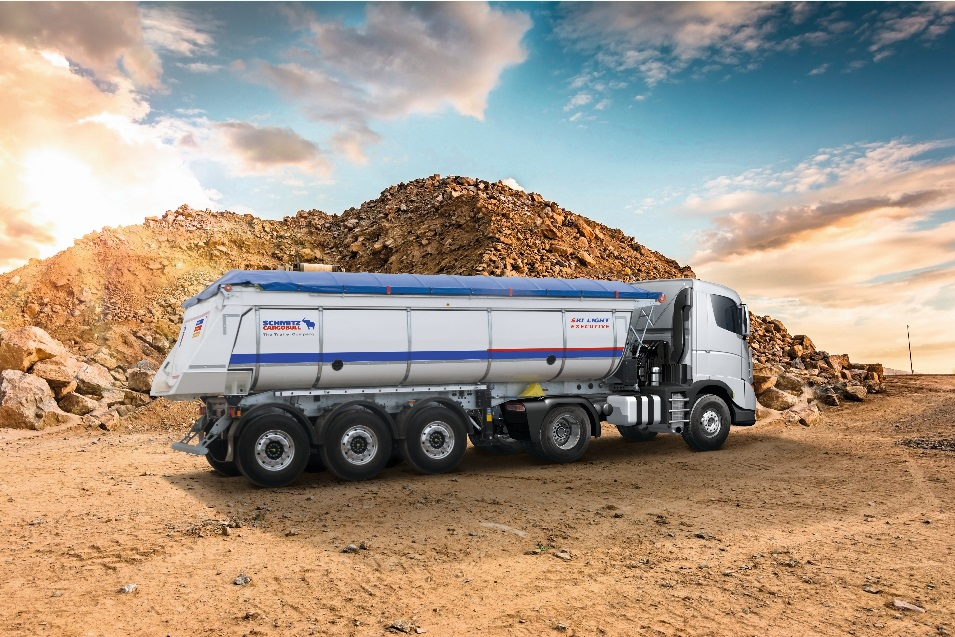 SCHMITZ
CARGOBULL
The Trailer Company.
SKI LIGHT
EXECUTIVE